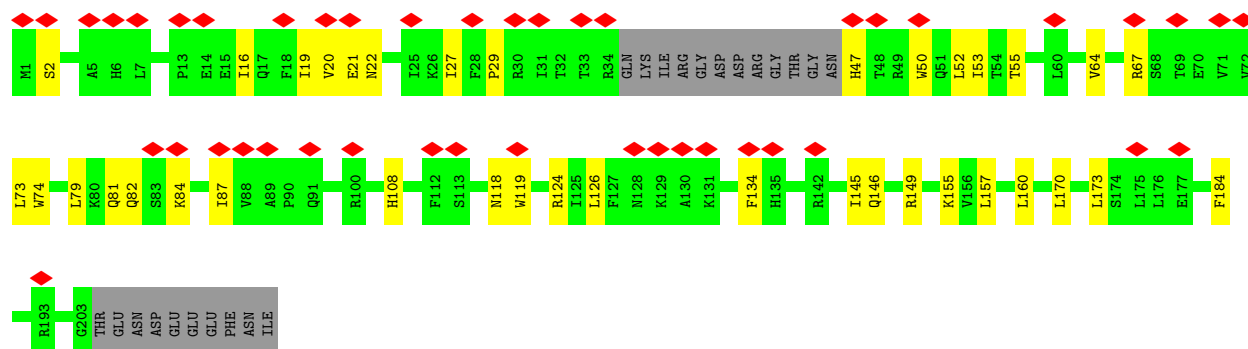 M1 S2 A5 H6 L7 P13 E14 E15 I16 Q17 F18 I19 V20 E21 N22 I25 K26 I27 F28 P29 R30 I31 T32 T33 R34 GLN LYS ILE ARG GLY ASP ASP ARG GLY THR GLY ASN H47 T48 R49 W50 Q51 L52 I53 T54 T55 L60 V64 R67 S68 T69 E70 V71 V72
L73 W74 L79 K80 Q81 Q82 S83 K84 I87 V88 A89 P90 Q91 R100 H108 F112 S113 N118 W119 R124 I125 L126 F127 N128 K129 A130 K131 F134 H135 R142 I145 Q146 R149 K155 V156 L157 L160 L170 L173 S174 L175 L176 E177 F184
R193 G203 THR GLU ASN ASP GLU GLU GLU PHE ASN ILE